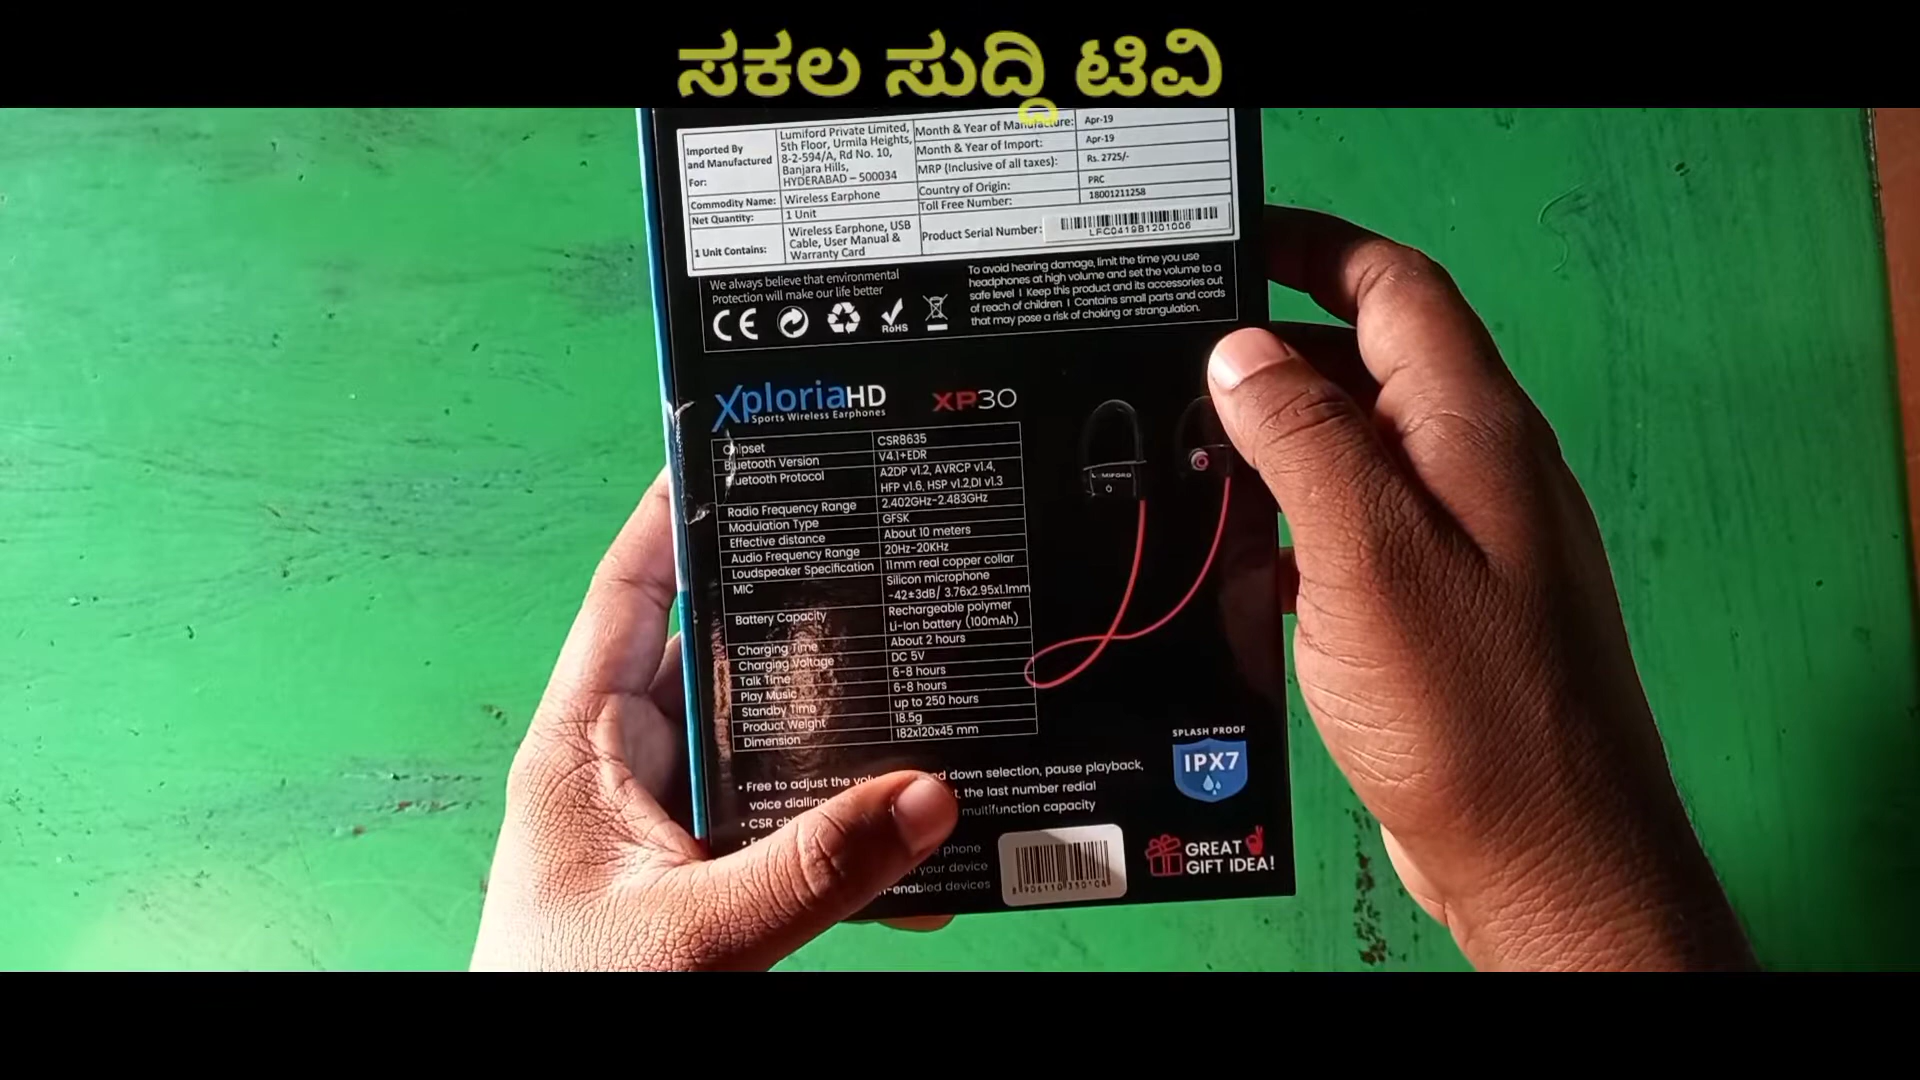 ಸಕಲ ಸುದ್ದಿ ಟಿವಿ
Imported By and Manufactured For:
Lumiford Private Limited, 5th Floor, Urmila Heights, 8-2-594/A, Rd No. 10, Banjara Hills, HYDERABAD – 500034
Commodity Name: Wireless Earphone
Net Quantity: 1 Unit
1 Unit Contains: Wireless Earphone, USB Cable, User Manual & Warranty Card
Month & Year of Manufacture: Apr-19
Month & Year of Import: Apr-19
MRP (Inclusive of all taxes): Rs. 2725/-
Country of Origin: PRC
Toll Free Number: 18001211258
Product Serial Number:
LFC0419B1201006
We always believe that environmental
Protection will make our life better
CE
RoHS
To avoid hearing damage, limit the time you use
headphones at high volume and set the volume to a
safe level I Keep this product and its accessories out
of reach of children I Contains small parts and cords
that may pose a risk of choking or strangulation.
XploriaHD XP30
Sports Wireless Earphones
Chipset CSR8635
Bluetooth Version V4.1+EDR
Bluetooth Protocol A2DP v1.2, AVRCP v1.4,
HFP v1.6, HSP v1.2,DI v1.3
Radio Frequency Range 2.402GHz-2.483GHz
Modulation Type GFSK
Effective distance About 10 meters
Audio Frequency Range 20Hz-20KHz
Loudspeaker Specification 11mm real copper collar
MIC Silicon microphone
-42±3dB/ 3.76x2.95x1.1mm
Battery Capacity Rechargeable polymer
Li-Ion battery (100mAh)
Charging Time About 2 hours
Charging Voltage DC 5V
Talk Time 6-8 hours
Play Music 6-8 hours
Standby Time up to 250 hours
Product Weight 18.5g
Dimension 182x120x45 mm
LUMIFORD
SPLASH PROOF
IPX7
• Free to adjust the down selection, pause playback,
voice dialling the last number redial
• CSR multifunction capacity
phone
your device
-enabled devices
GREAT
GIFT IDEA!